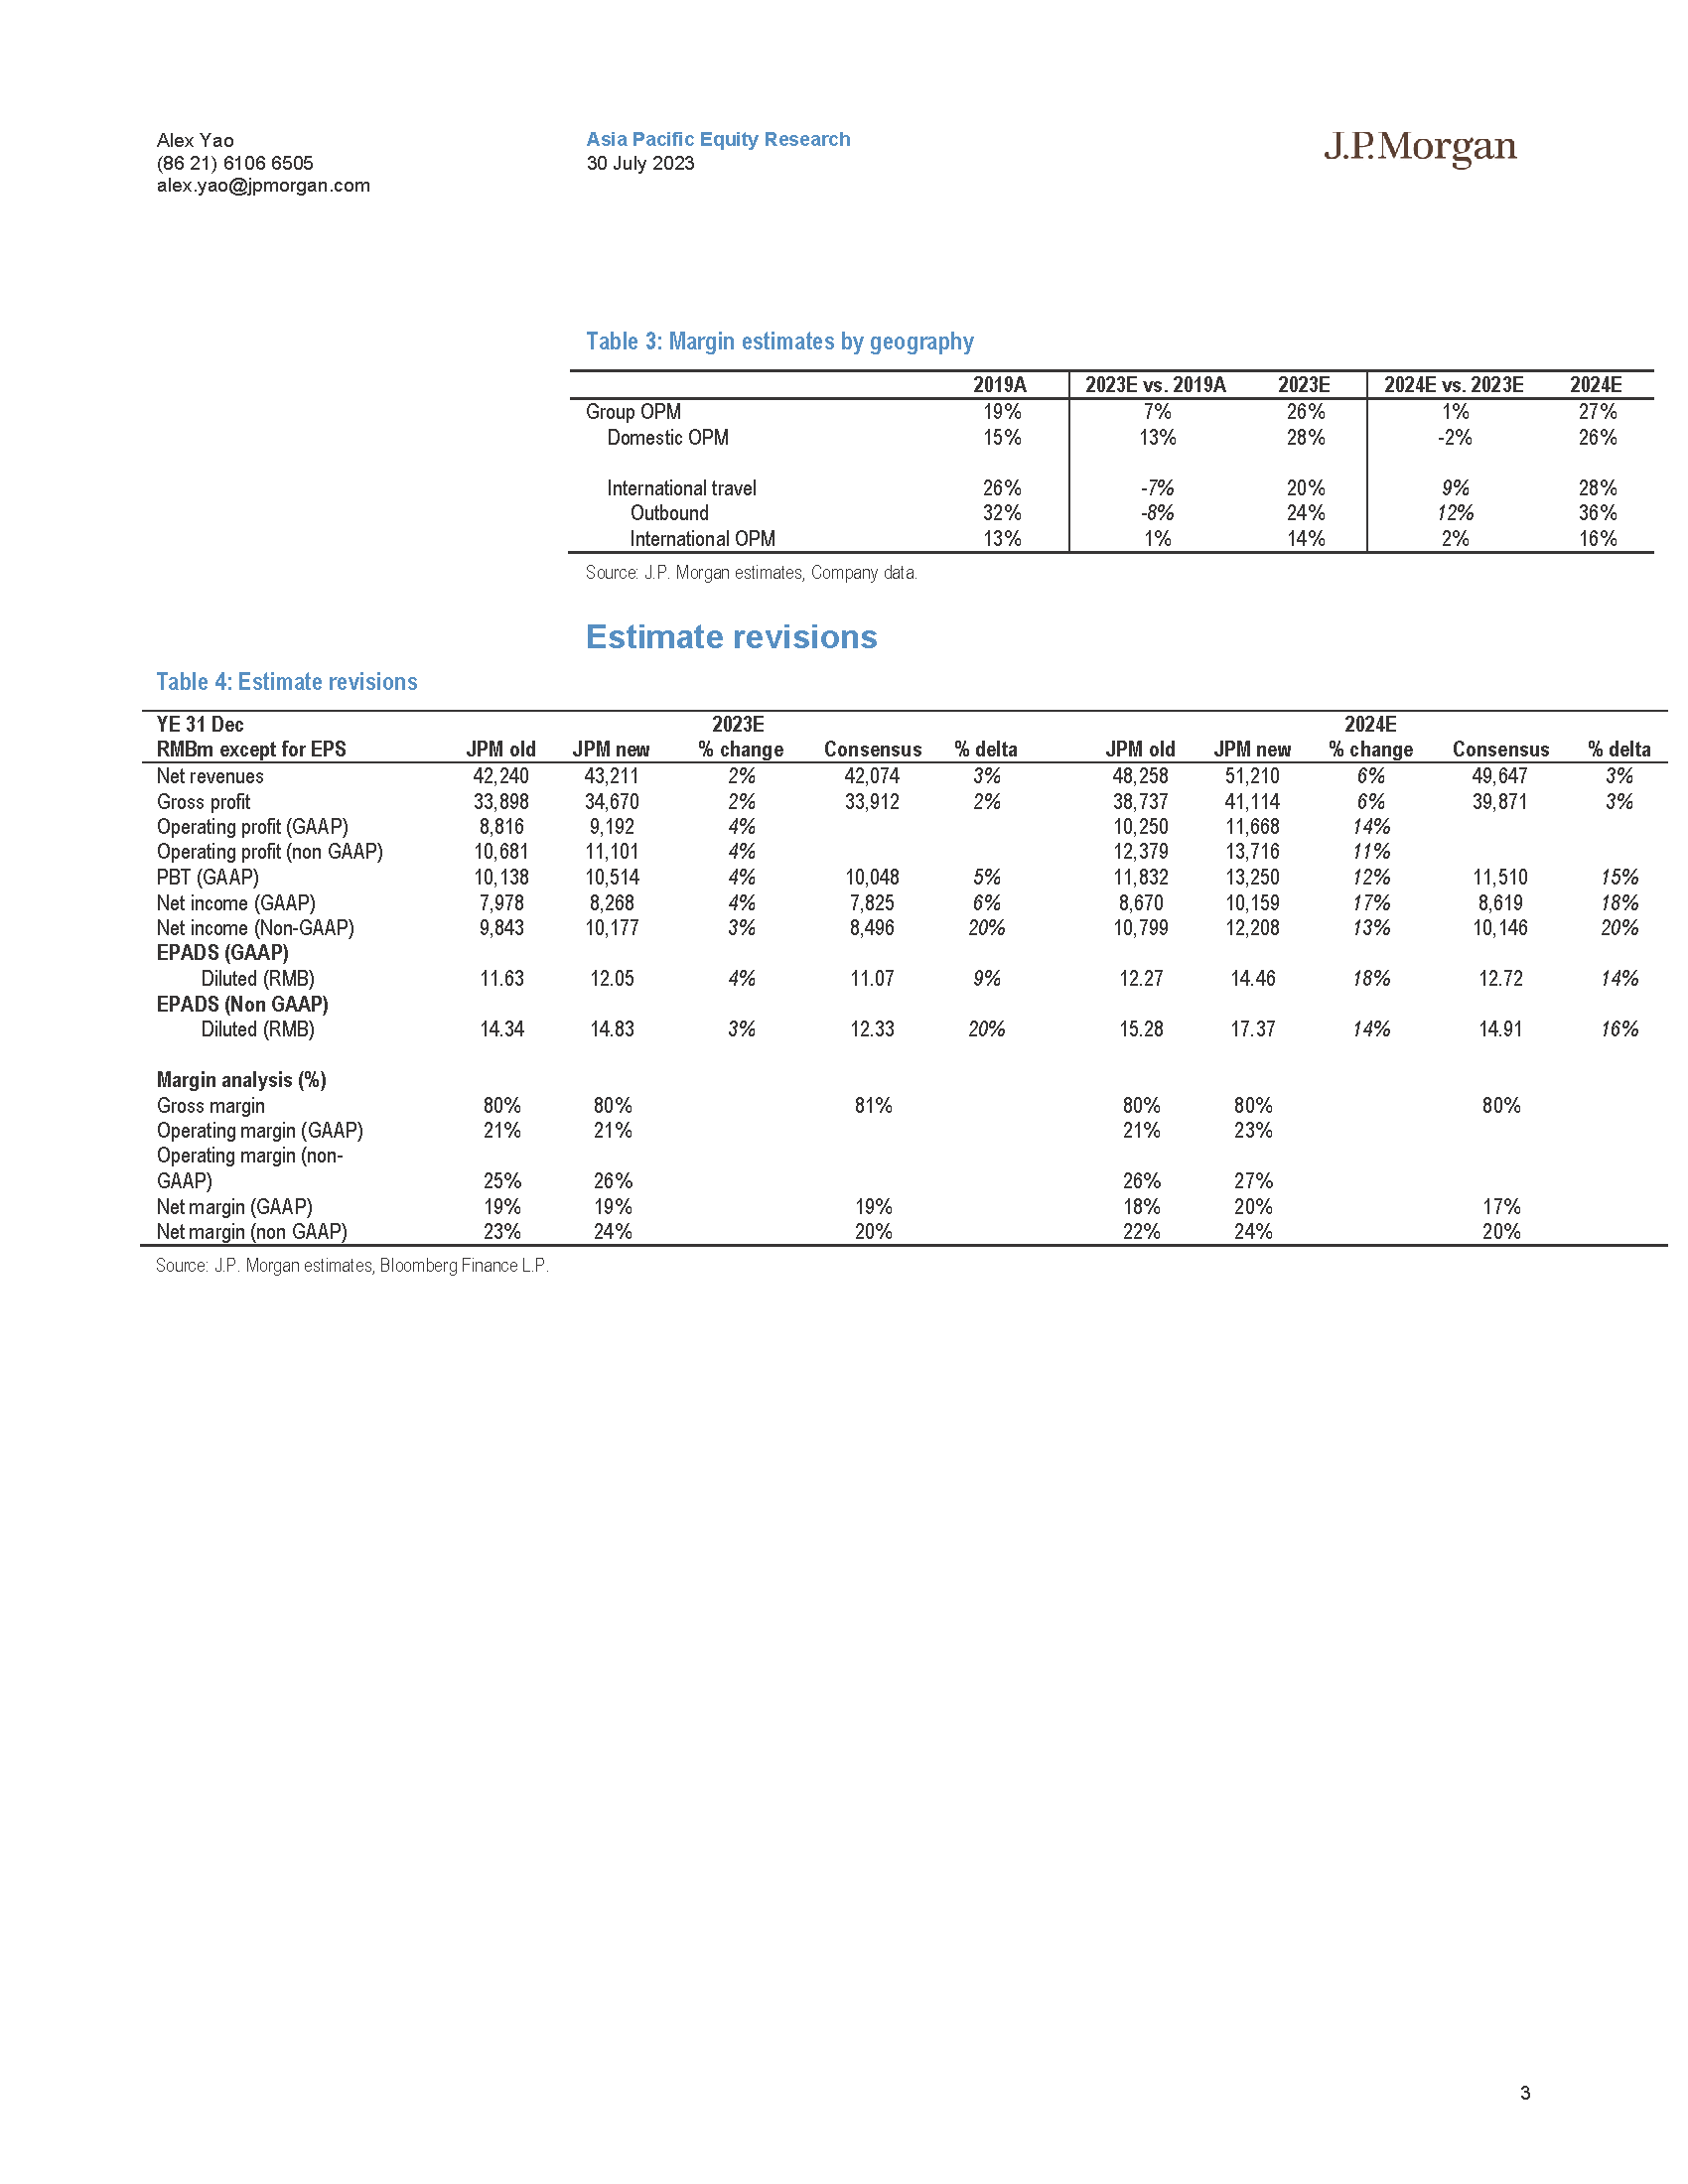 Alex Yao
(86 21) 6106 6505
alex.yao@jpmorgan.com
Asia Pacific Equity Research
30 July 2023
J.P.Morgan
Table 3: Margin estimates by geography
2019A 2023E vs. 2019A 2023E 2024E vs. 2023E 2024E
Group OPM 19% 7% 26% 1% 27%
Domestic OPM 15% 13% 28% -2% 26%
International travel 26% -7% 20% 9% 28%
Outbound 32% -8% 24% 12% 36%
International OPM 13% 1% 14% 2% 16%
Source: J.P. Morgan estimates, Company data.
Estimate revisions
Table 4: Estimate revisions
YE 31 Dec 2023E 2024E
RMBm except for EPS JPM old JPM new % change Consensus % delta JPM old JPM new % change Consensus % delta
Net revenues 42,240 43,211 2% 42,074 3% 48,258 51,210 6% 49,647 3%
Gross profit 33,898 34,670 2% 33,912 2% 38,737 41,114 6% 39,871 3%
Operating profit (GAAP) 8,816 9,192 4% 10,250 11,668 14%
Operating profit (non GAAP) 10,681 11,101 4% 12,379 13,716 11%
PBT (GAAP) 10,138 10,514 4% 10,048 5% 11,832 13,250 12% 11,510 15%
Net income (GAAP) 7,978 8,268 4% 7,825 6% 8,670 10,159 17% 8,619 18%
Net income (Non-GAAP) 9,843 10,177 3% 8,496 20% 10,799 12,208 13% 10,146 20%
EPADS (GAAP)
Diluted (RMB) 11.63 12.05 4% 11.07 9% 12.27 14.46 18% 12.72 14%
EPADS (Non GAAP)
Diluted (RMB) 14.34 14.83 3% 12.33 20% 15.28 17.37 14% 14.91 16%
Margin analysis (%)
Gross margin 80% 80% 81% 80% 80% 80%
Operating margin (GAAP) 21% 21% 21% 23%
Operating margin (non-
GAAP) 25% 26% 26% 27%
Net margin (GAAP) 19% 19% 19% 18% 20% 17%
Net margin (non GAAP) 23% 24% 20% 22% 24% 20%
Source: J.P. Morgan estimates, Bloomberg Finance L.P.
3